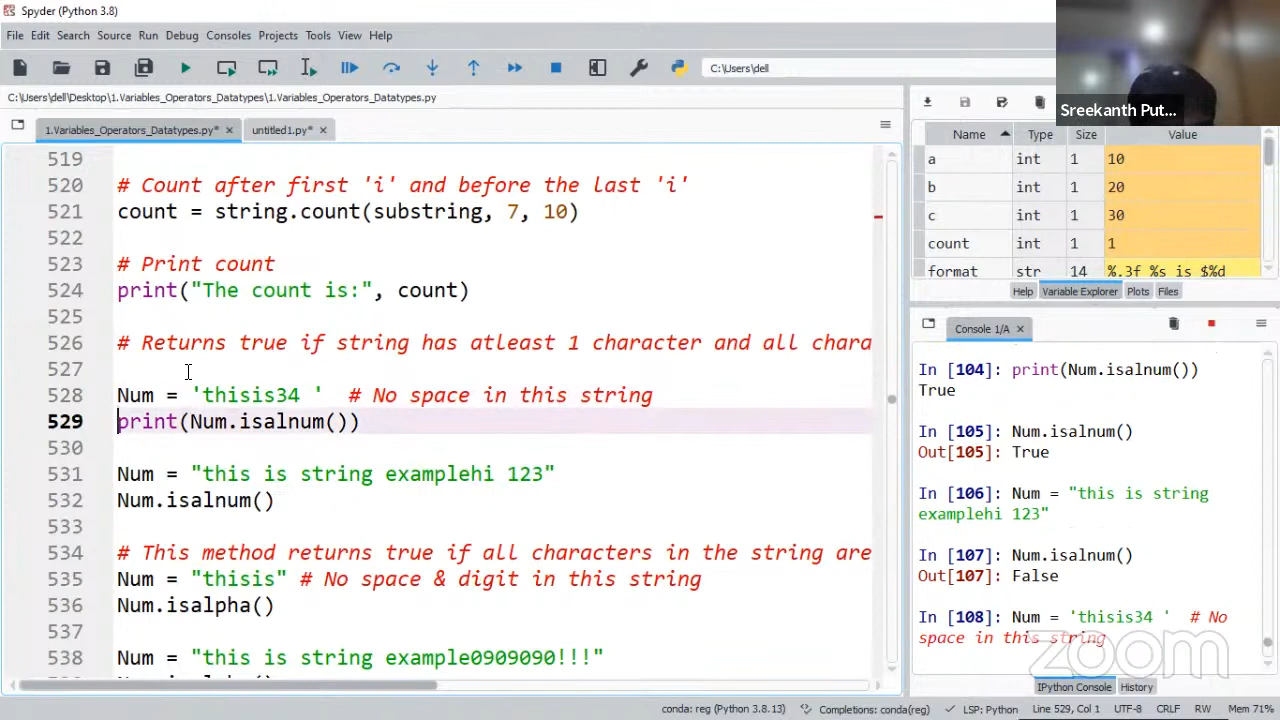 Spyder (Python 3.8)
File Edit Search Source Run Debug Consoles Projects Tools View Help
C:\Users\dell
Sreekanth Put...
C:\Users\dell\Desktop\1.Variables_Operators_Datatypes\1.Variables_Operators_Datatypes.py
1.Variables_Operators_Datatypes.py* untitled1.py*
519
520 # Count after first 'i' and before the last 'i'
521 count = string.count(substring, 7, 10)
522
523 # Print count
524 print("The count is:", count)
525
526 # Returns true if string has atleast 1 character and all chara
527
528 Num = 'thisis34 ' # No space in this string
529 print(Num.isalnum())
530
531 Num = "this is string examplehi 123"
532 Num.isalnum()
533
534 # This method returns true if all characters in the string are
535 Num = "thisis" # No space & digit in this string
536 Num.isalpha()
537
538 Num = "this is string example0909090!!!"
Name Type Size Value
a int 1 10
b int 1 20
c int 1 30
count int 1 1
format str 14 %.3f %s is $%d
Help Variable Explorer Plots Files
Console 1/A
In [104]: print(Num.isalnum())
True
In [105]: Num.isalnum()
Out[105]: True
In [106]: Num = "this is string
examplehi 123"
In [107]: Num.isalnum()
Out[107]: False
In [108]: Num = 'thisis34 ' # No
space in this string
zoom
IPython Console History
conda: reg (Python 3.8.13) Completions: conda(reg) LSP: Python Line 529, Col 1 UTF-8 CRLF RW Mem 71%